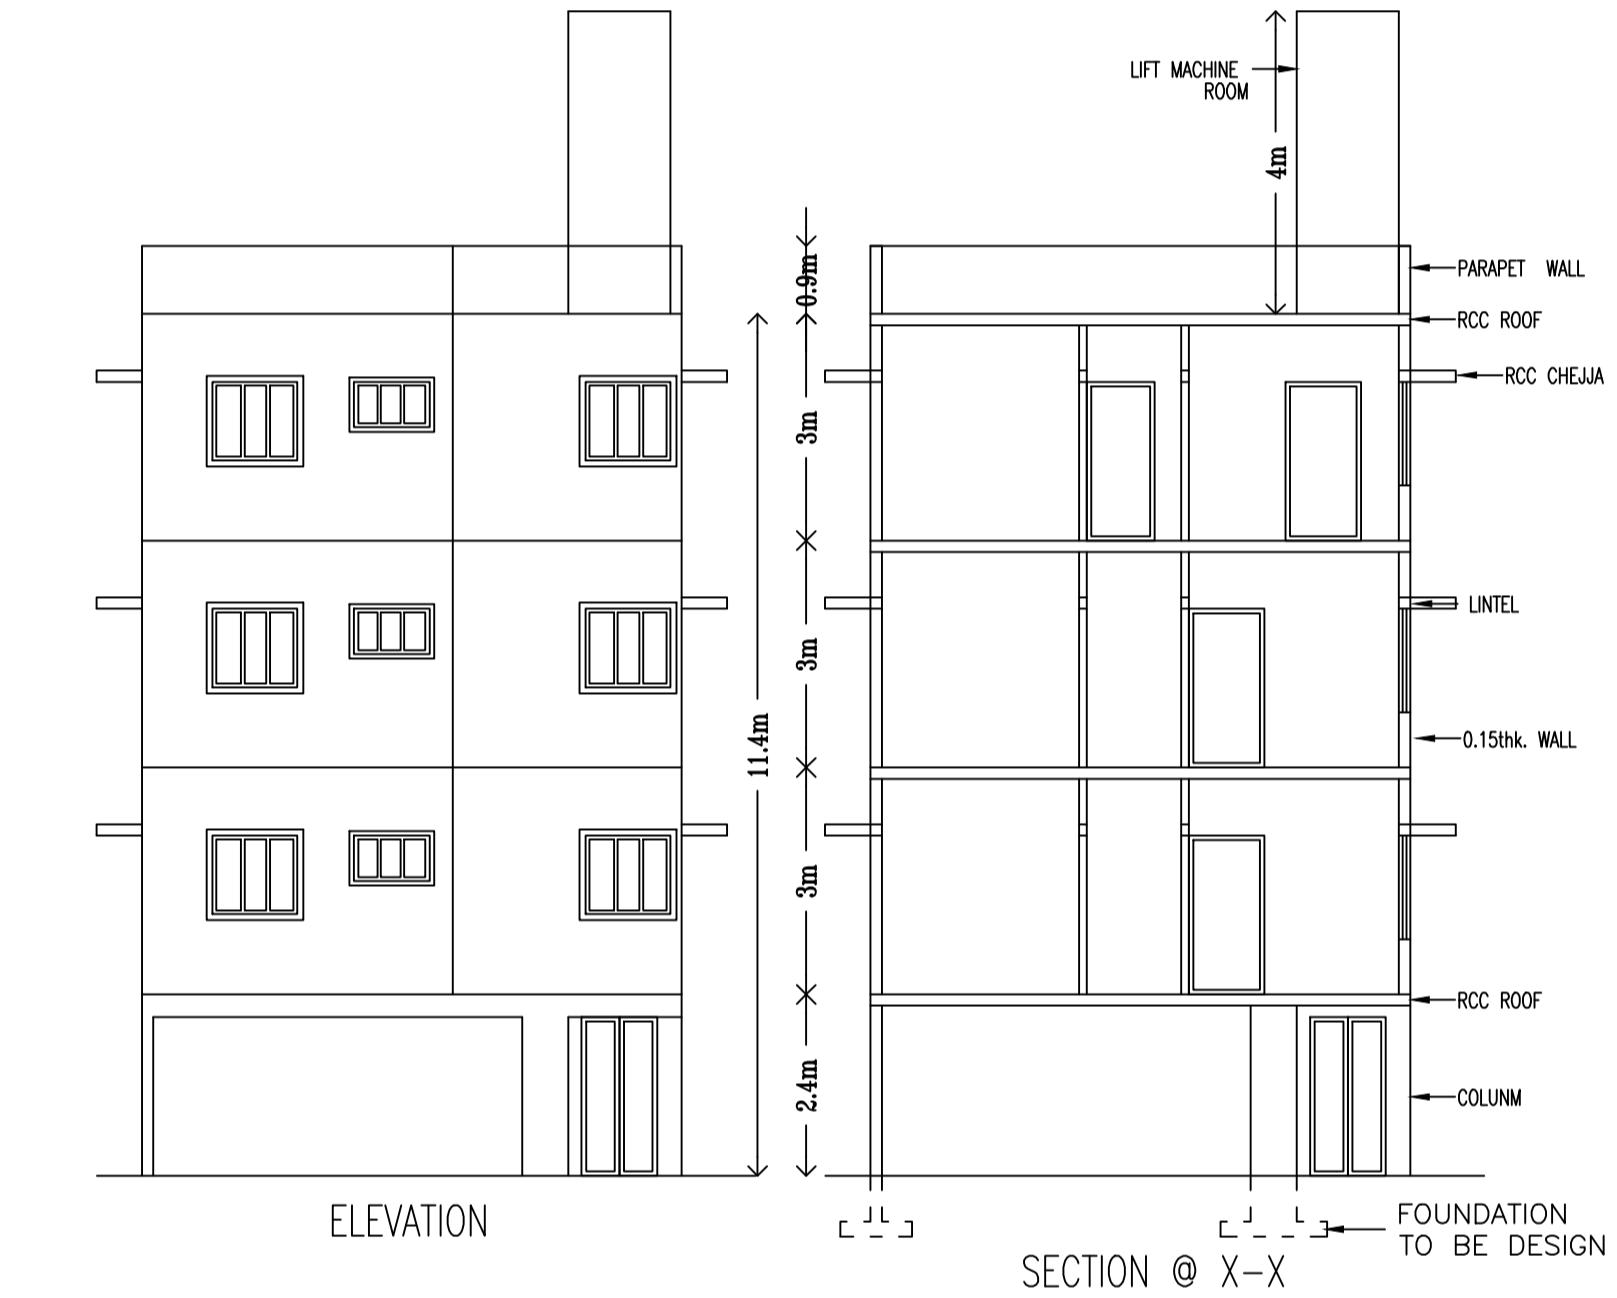 LIFT MACHINE
ROOM
4m
0.9m
PARAPET WALL
RCC ROOF
RCC CHEJJA
3m
LINTEL
3m
11.4m
0.15thk. WALL
3m
RCC ROOF
2.4m
COLUNM
ELEVATION
FOUNDATION
TO BE DESIGN
SECTION @ X-X